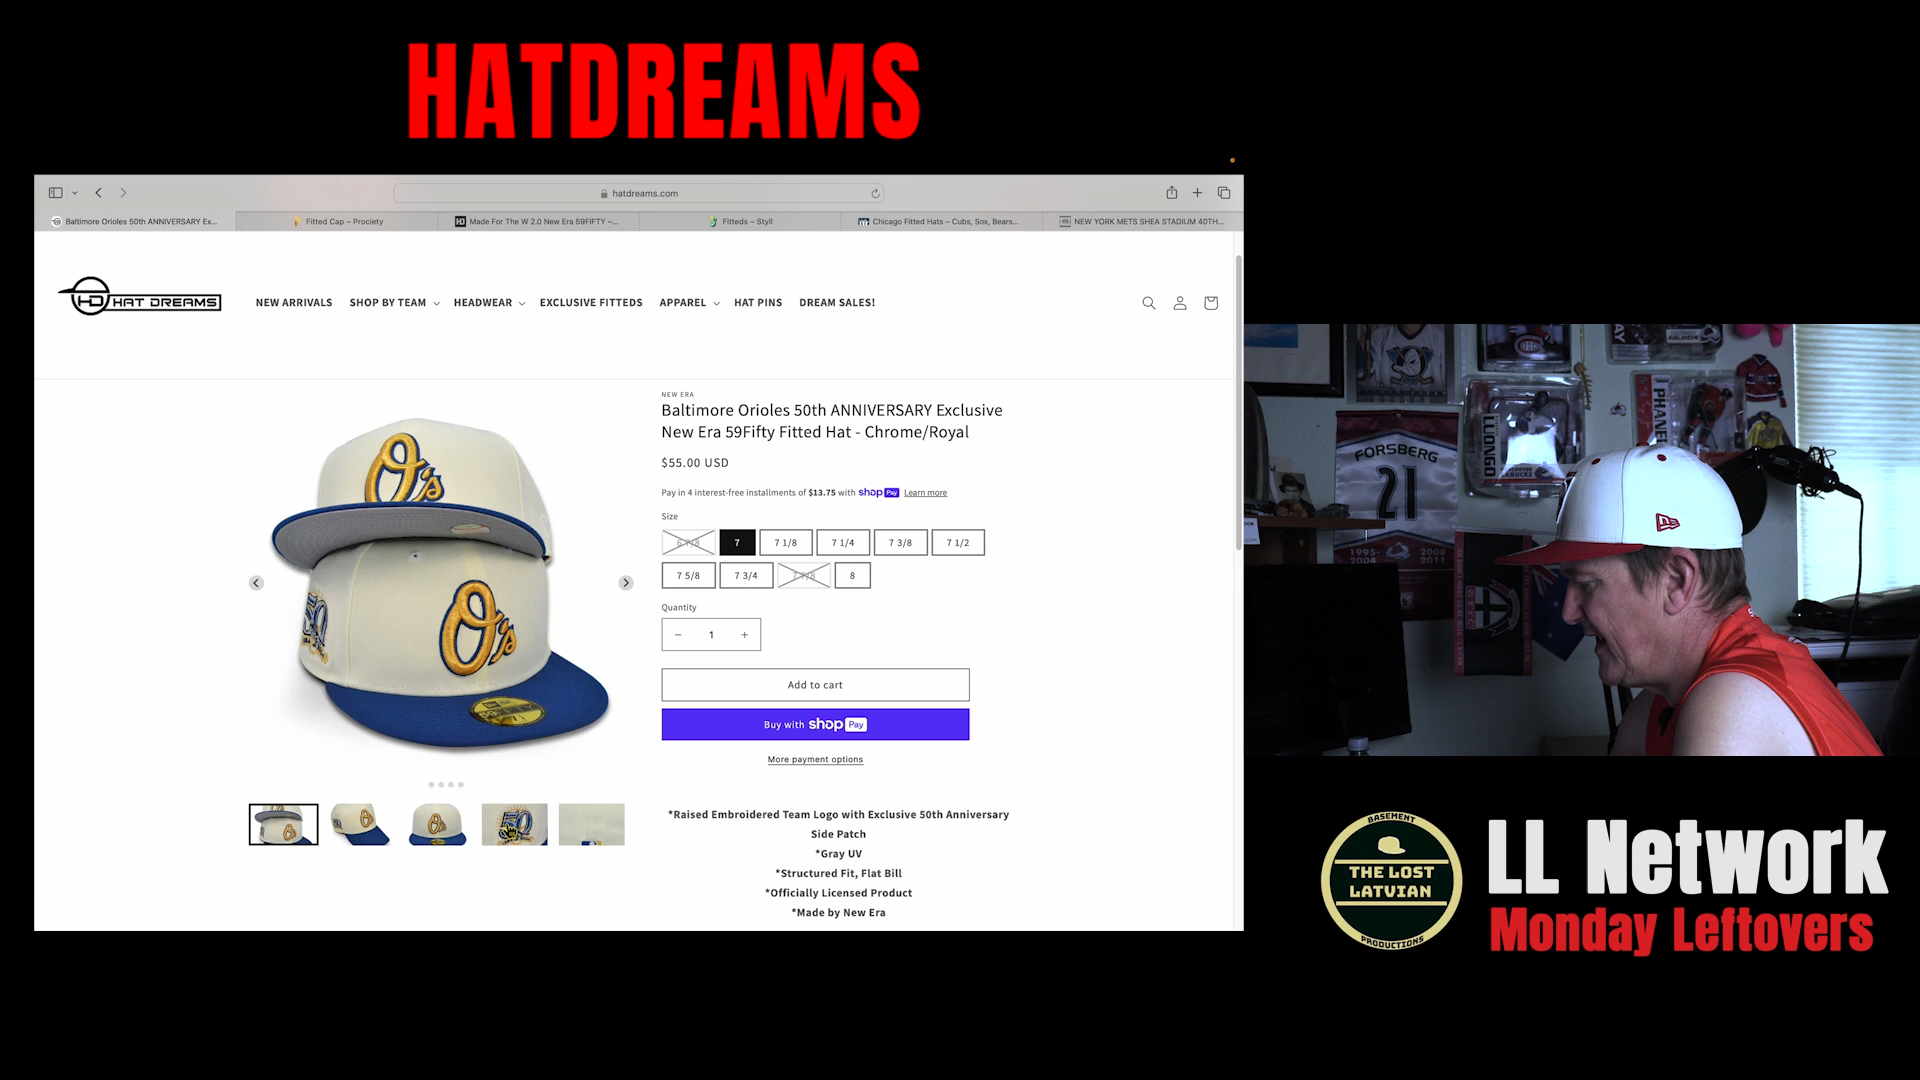 HATDREAMS
hatdreams.com
Baltimore Orioles 50th ANNIVERSARY Ex...
Fitted Cap – Prociety
Made For The W 2.0 New Era 59FIFTY –...
Fitteds – Styll
Chicago Fitted Hats – Cubs, Sox, Bears...
NEW YORK METS SHEA STADIUM 40TH...
HD HAT DREAMS
NEW ARRIVALS
SHOP BY TEAM
HEADWEAR
EXCLUSIVE FITTEDS
APPAREL
HAT PINS
DREAM SALES!
O's
O's
50
NEW ERA
Baltimore Orioles 50th ANNIVERSARY Exclusive
New Era 59Fifty Fitted Hat - Chrome/Royal
$55.00 USD
Pay in 4 interest-free installments of $13.75 with shop Pay Learn more
Size
6 7/8 7 7 1/8 7 1/4 7 3/8 7 1/2
7 5/8 7 3/4 7 7/8 8
Quantity
− 1 +
Add to cart
Buy with shop Pay
More payment options
*Raised Embroidered Team Logo with Exclusive 50th Anniversary
Side Patch
*Gray UV
*Structured Fit, Flat Bill
*Officially Licensed Product
*Made by New Era
FORSBERG
21
1995-
2008
2011
LUONGO
PHANE
BASEMENT
THE LOST
LATVIAN
PRODUCTIONS
LL Network
Monday Leftovers